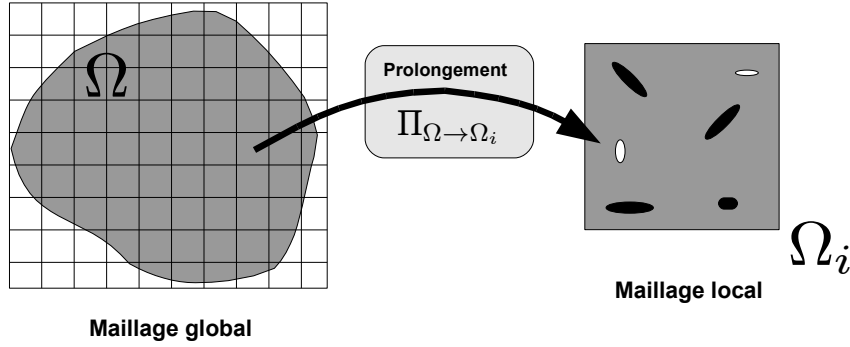 Ω
Prolongement
Π_{Ω→Ω_i}
Ω_i
Maillage local
Maillage global